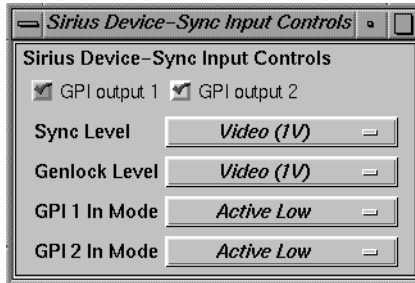 Sirius Device-Sync Input Controls
Sirius Device-Sync Input Controls
GPI output 1 GPI output 2
Sync Level Video (1V)
Genlock Level Video (1V)
GPI 1 In Mode Active Low
GPI 2 In Mode Active Low